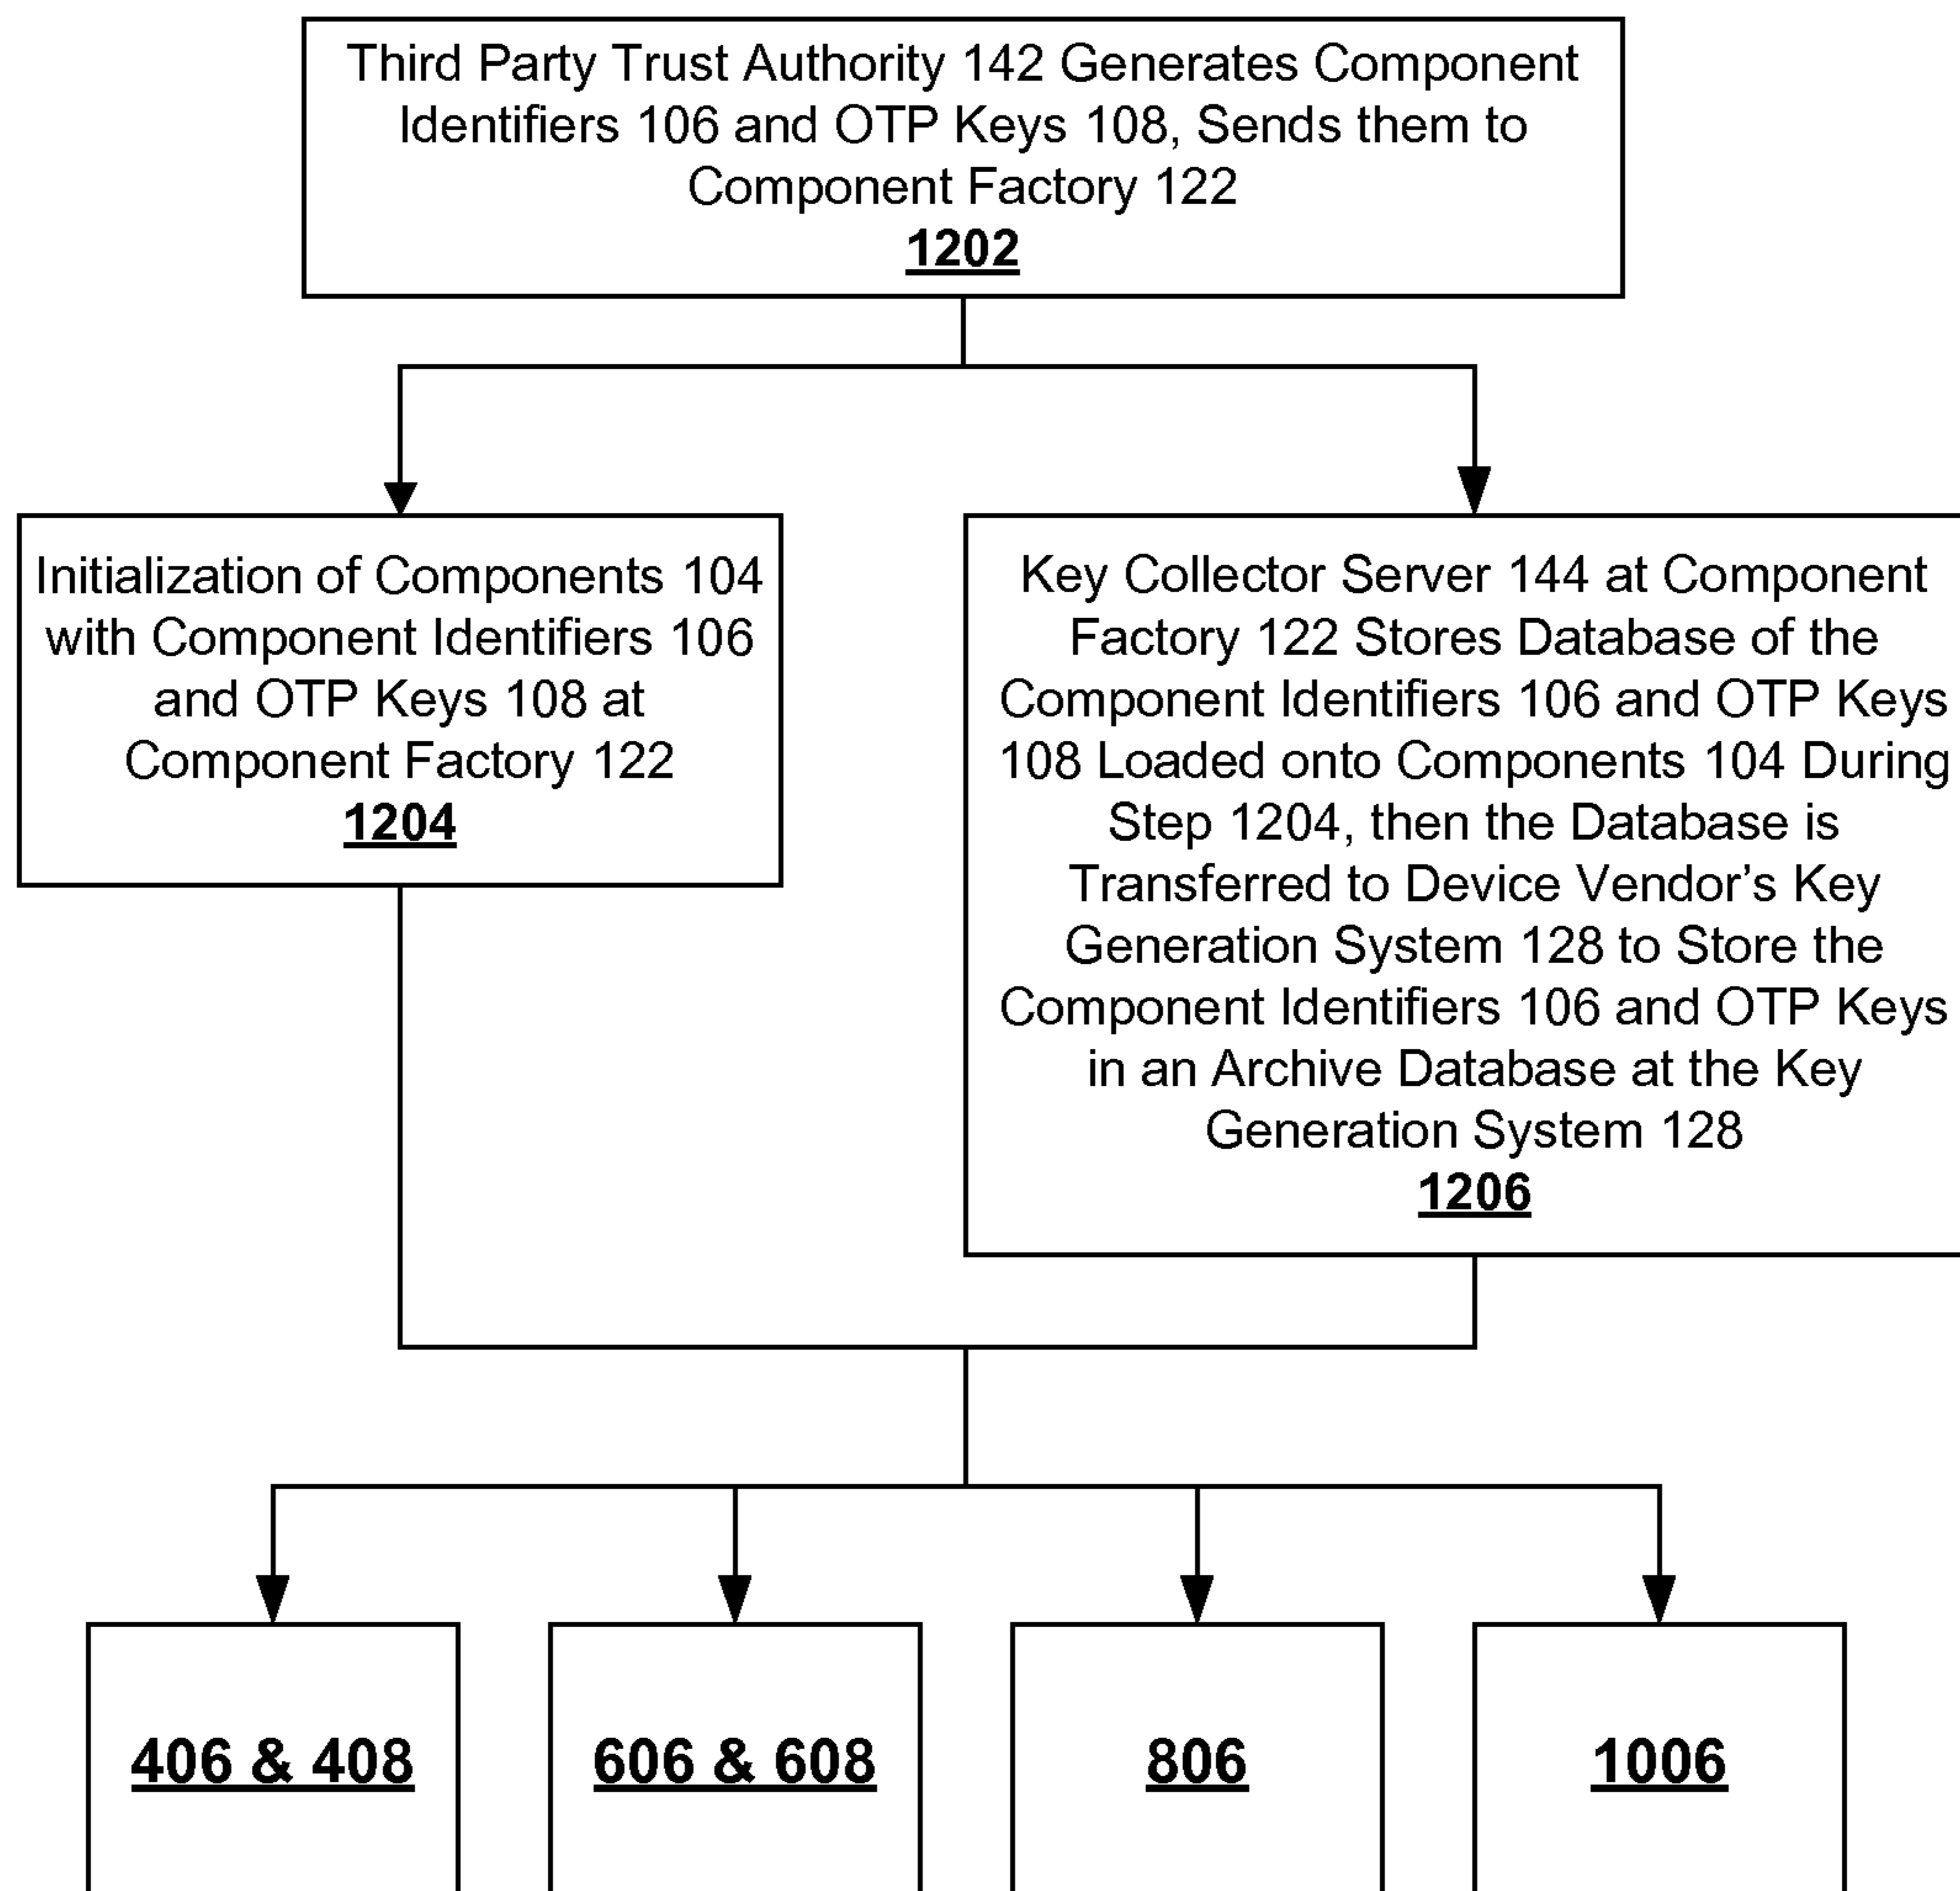 Third Party Trust Authority 142 Generates Component
Identifiers 106 and OTP Keys 108, Sends them to
Component Factory 122
1202
Initialization of Components 104
with Component Identifiers 106
and OTP Keys 108 at
Component Factory 122
1204
Key Collector Server 144 at Component
Factory 122 Stores Database of the
Component Identifiers 106 and OTP Keys
108 Loaded onto Components 104 During
Step 1204, then the Database is
Transferred to Device Vendor’s Key
Generation System 128 to Store the
Component Identifiers 106 and OTP Keys
in an Archive Database at the Key
Generation System 128
1206
406 & 408
606 & 608
806
1006